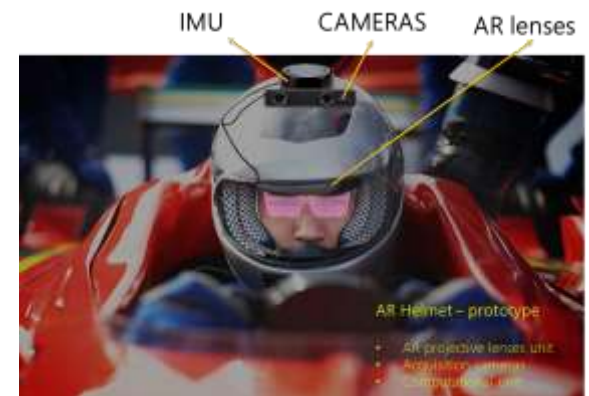 IMU CAMERAS AR lenses
AR Helmet – prototype
• AR projective lenses unit
• Acquisition cameras
• Computational unit